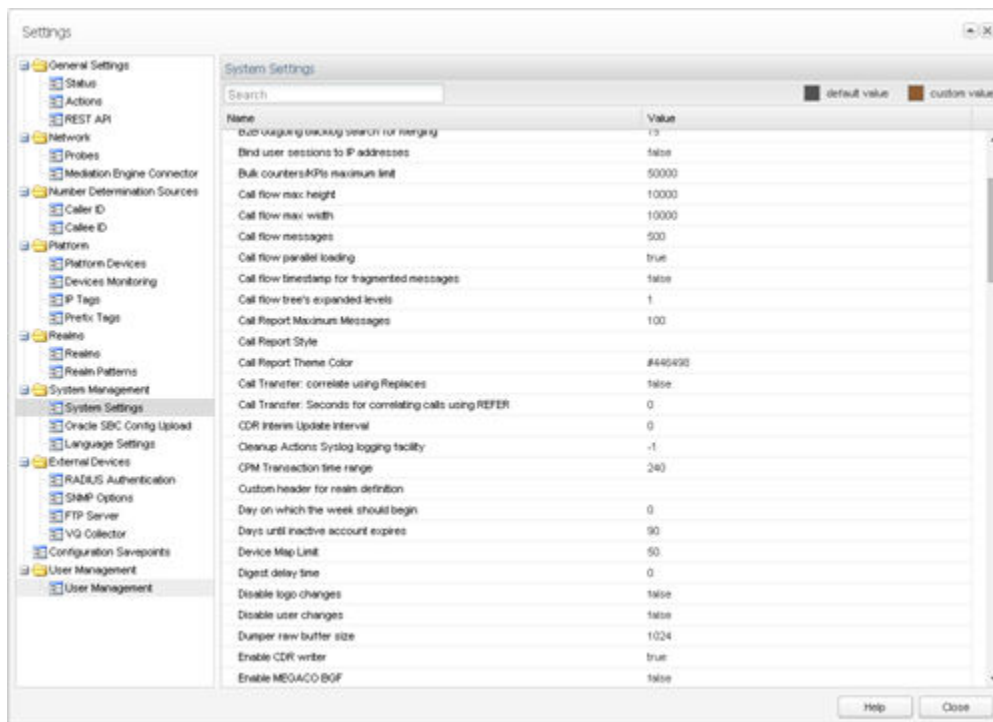 Settings
General Settings
Status
Actions
REST API
Network
Probes
Mediation Engine Connector
Number Determination Sources
Caller ID
Callee ID
Platform
Platform Devices
Devices Monitoring
IP Tags
Prefix Tags
Realms
Realms
Realm Patterns
System Management
System Settings
Oracle SBC Config Upload
Language Settings
External Devices
RADIUS Authentication
SNMP Options
FTP Server
VQ Collector
Configuration Savepoints
User Management
User Management
System Settings
Search
default value custom value
Name Value
B2B outgoing backlog search for merging 15
Bind user sessions to IP addresses false
Bulk counters/KPIs maximum limit 50000
Call flow max height 10000
Call flow max width 10000
Call flow messages 500
Call flow parallel loading true
Call flow timestamp for fragmented messages false
Call flow tree's expanded levels 1
Call Report Maximum Messages 100
Call Report Style
Call Report Theme Color
Call Transfer: correlate using Replaces false
Call Transfer: Seconds for correlating calls using REFER 0
CDR Interim Update Interval 0
Cleanup Actions Syslog logging facility -1
CPM Transaction time range 240
Custom header for realm definition
Day on which the week should begin 0
Days until inactive account expires 90
Device Map Limit 50
Digest delay time 0
Disable logo changes false
Disable user changes false
Dumper raw buffer size 1024
Enable CDR writer true
Enable MEGACO BGF false
Help Close